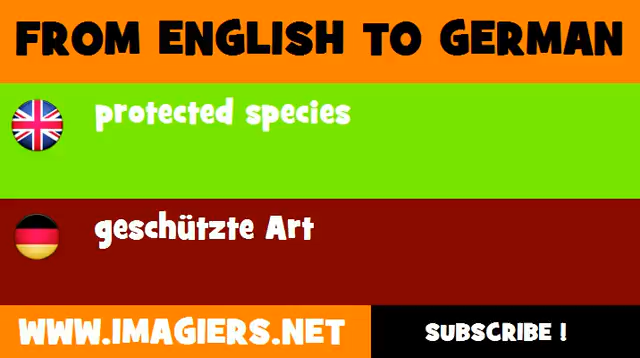 FROM ENGLISH TO GERMAN
protected species
geschützte Art
WWW.IMAGIERS.NET
SUBSCRIBE !